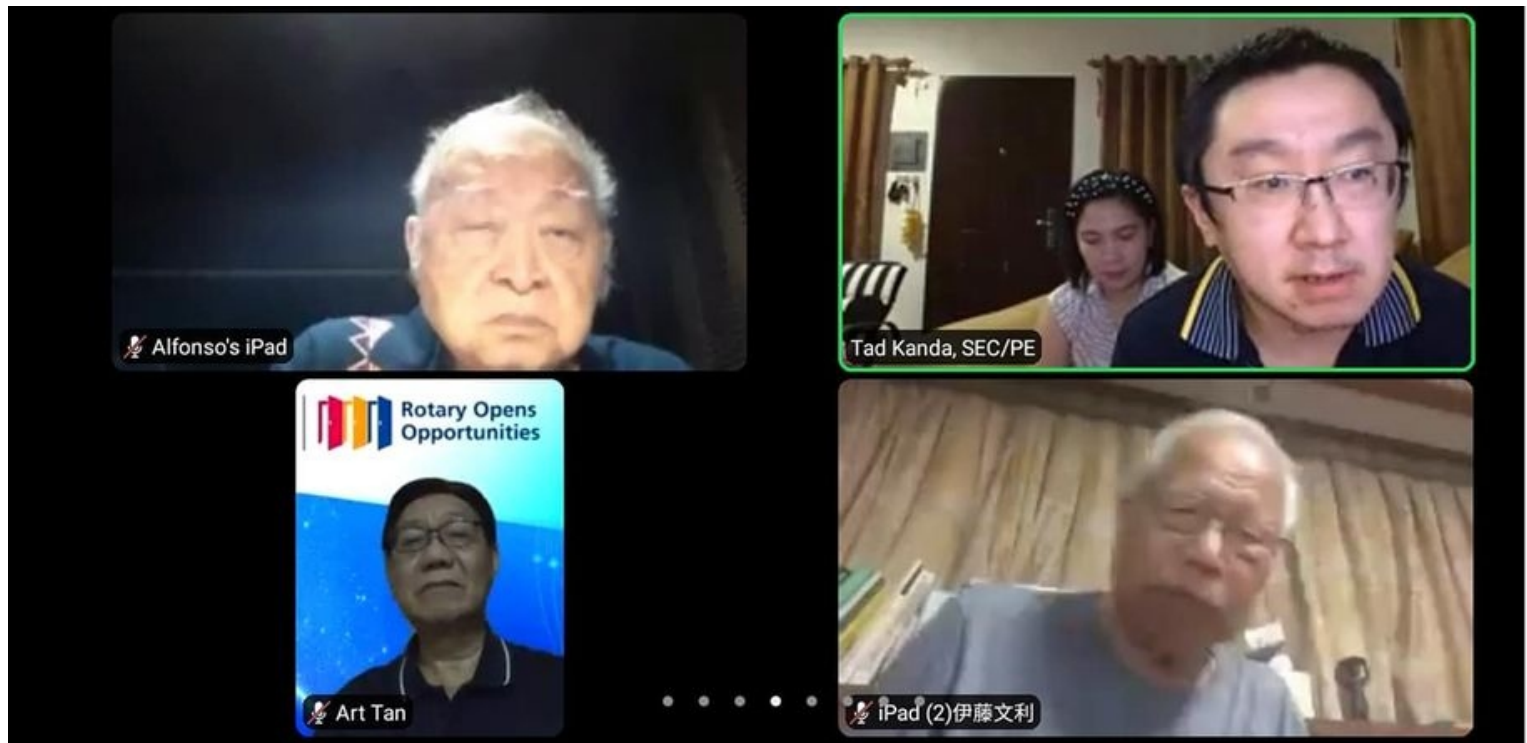 Alfonso's iPad
Tad Kanda, SEC/PE
Rotary Opens
Opportunities
Art Tan
iPad (2)伊藤文利